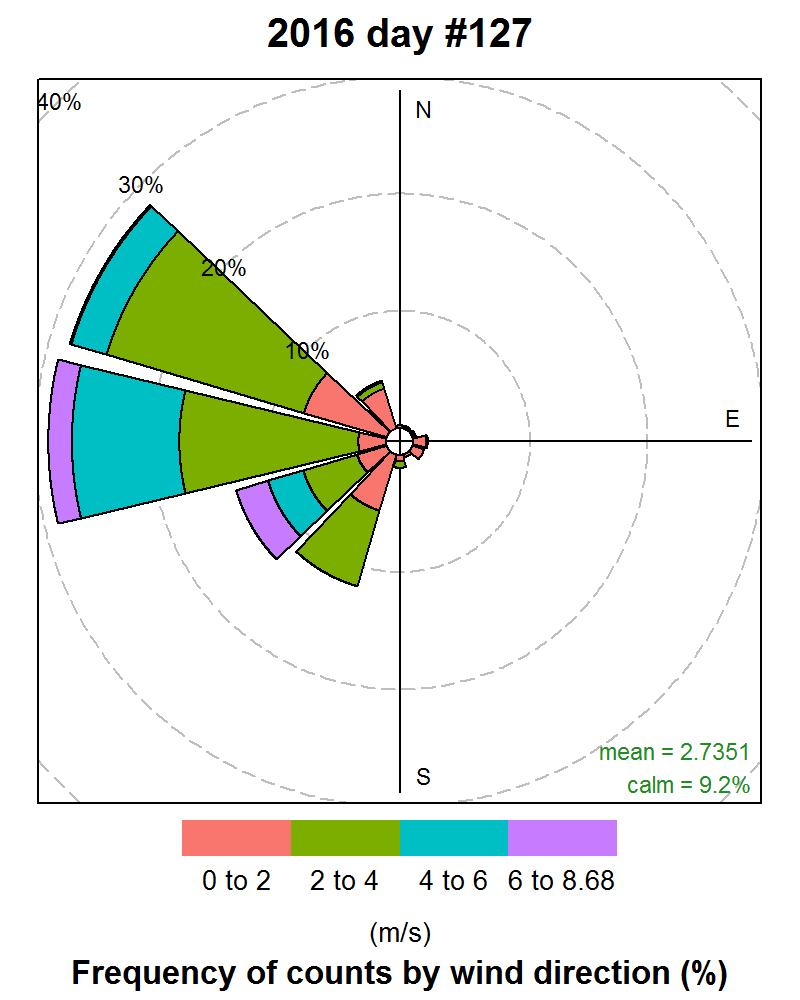 2016 day #127
40%
N
30%
20%
10%
E
S
mean = 2.7351
calm = 9.2%
0 to 2 2 to 4 4 to 6 6 to 8.68
(m/s)
Frequency of counts by wind direction (%)